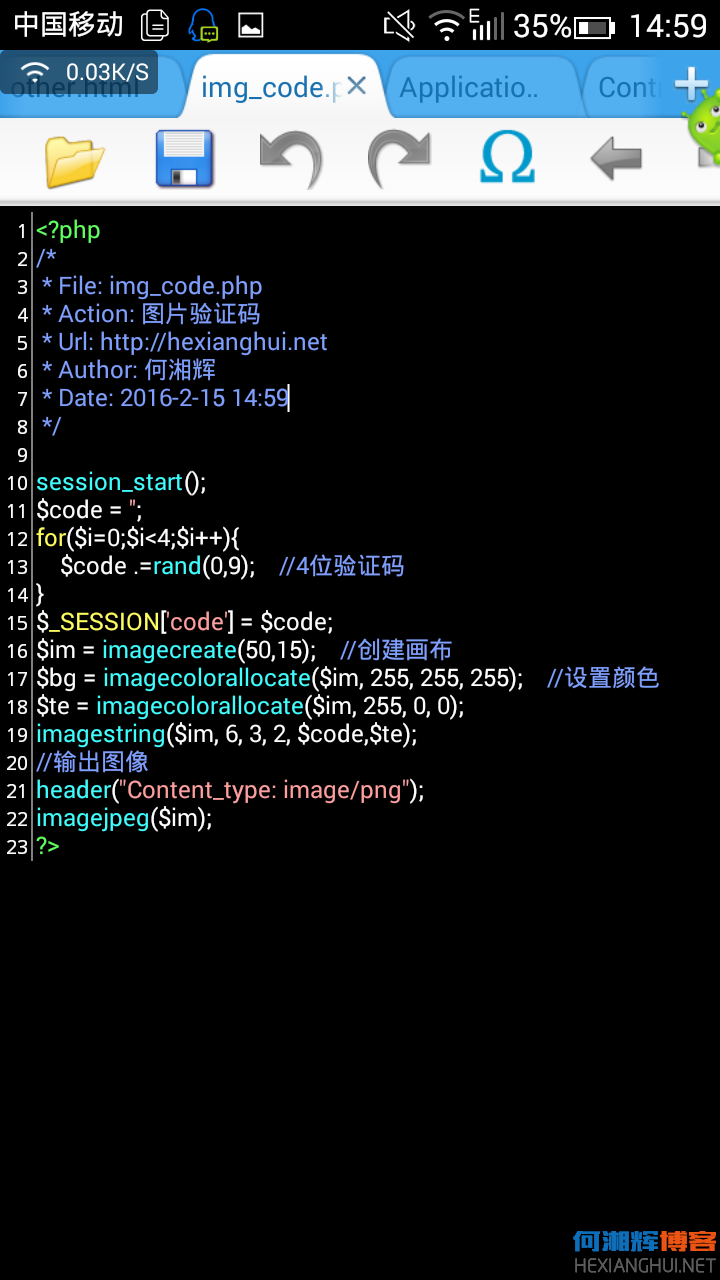 中国移动 E 35% 14:59
0.03K/S
other.html img_code.p Applicatio.. Cont
1 <?php
2 /*
3 * File: img_code.php
4 * Action: 图片验证码
5 * Url: http://hexianghui.net
6 * Author: 何湘辉
7 * Date: 2016-2-15 14:59
8 */
9
10 session_start();
11 $code = '';
12 for($i=0;$i<4;$i++){
13 $code .=rand(0,9); //4位验证码
14 }
15 $_SESSION['code'] = $code;
16 $im = imagecreate(50,15); //创建画布
17 $bg = imagecolorallocate($im, 255, 255, 255); //设置颜色
18 $te = imagecolorallocate($im, 255, 0, 0);
19 imagestring($im, 6, 3, 2, $code,$te);
20 //输出图像
21 header("Content_type: image/png");
22 imagejpeg($im);
23 ?>
何湘辉博客
HEXIANGHUI.NET